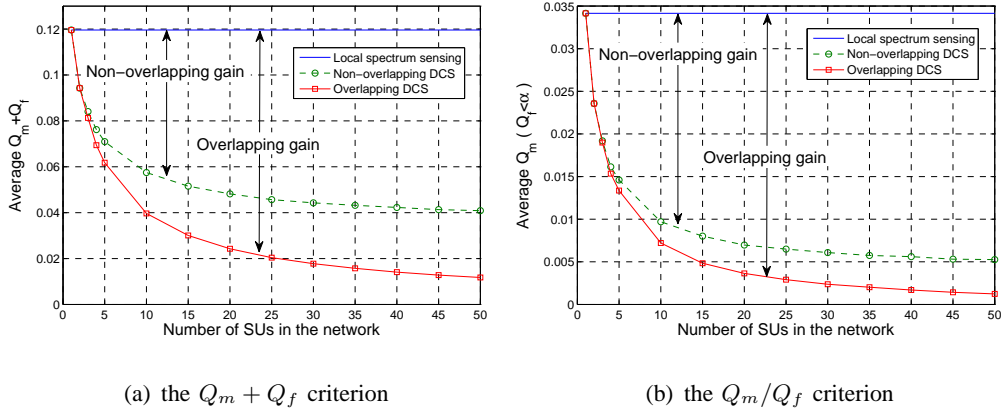 0.12
0.1
0.08
0.06
0.04
0.02
0
Average Q_m+Q_f
0 5 10 15 20 25 30 35 40 45 50
Number of SUs in the network
Local spectrum sensing
Non−overlapping DCS
Overlapping DCS
Non−overlapping gain
Overlapping gain
(a) the Q_m + Q_f criterion
0.035
0.03
0.025
0.02
0.015
0.01
0.005
0
Average Q_m ( Q_f<α)
0 5 10 15 20 25 30 35 40 45 50
Number of SUs in the network
Local spectrum sensing
Non−overlapping DCS
Overlapping DCS
Non−overlapping gain
Overlapping gain
(b) the Q_m/Q_f criterion